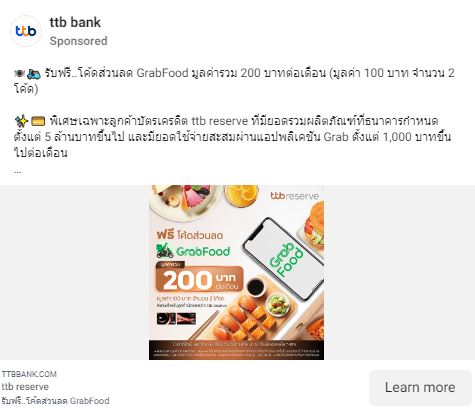 ttb bank
Sponsored
🍽️🛵 รับฟรี..โค้ดส่วนลด GrabFood มูลค่ารวม 200 บาทต่อเดือน (มูลค่า 100 บาท จำนวน 2
โค้ด)
✨💳 พิเศษเฉพาะลูกค้าบัตรเครดิต ttb reserve ที่มียอดรวมผลิตภัณฑ์ที่ธนาคารกำหนด
ตั้งแต่ 5 ล้านบาทขึ้นไป และมียอดใช้จ่ายสะสมผ่านแอปพลิเคชัน Grab ตั้งแต่ 1,000 บาทขึ้น
ไปต่อเดือน
...
ttb reserve
ฟรี โค้ดส่วนลด
GrabFood
มูลค่ารวม
200 บาท
ต่อเดือน
มูลค่า 100 บาท จำนวน 2 โค้ด
Grab
Food
TTBBANK.COM
ttb reserve
รับฟรี..โค้ดส่วนลด GrabFood
Learn more